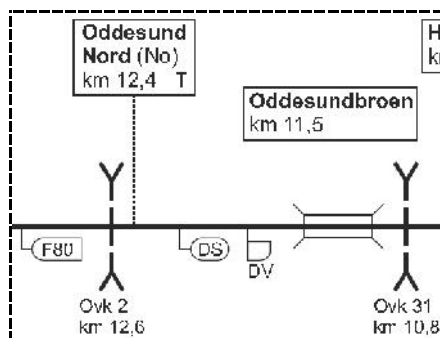 Oddesund
Nord (No)
km 12,4 T
H
k
Oddesundbroen
km 11,5
F80
DS
DV
Ovk 2
km 12,6
Ovk 31
km 10,8